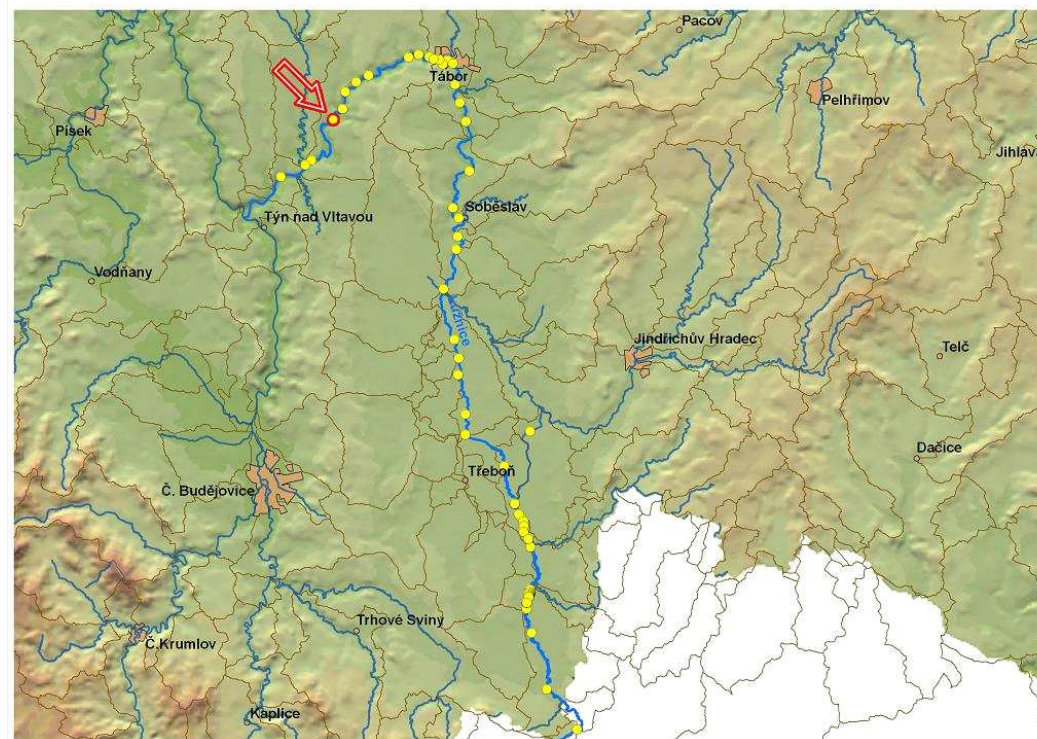 Pacov
Tábor
Pelhřimov
Písek
Jihlava
Soběslav
Týn nad Vltavou
Vodňany
Lužnice
Jindřichův Hradec
Telč
Dačice
Třeboň
Č. Budějovice
Trhové Sviny
Č.Krumlov
Kaplice